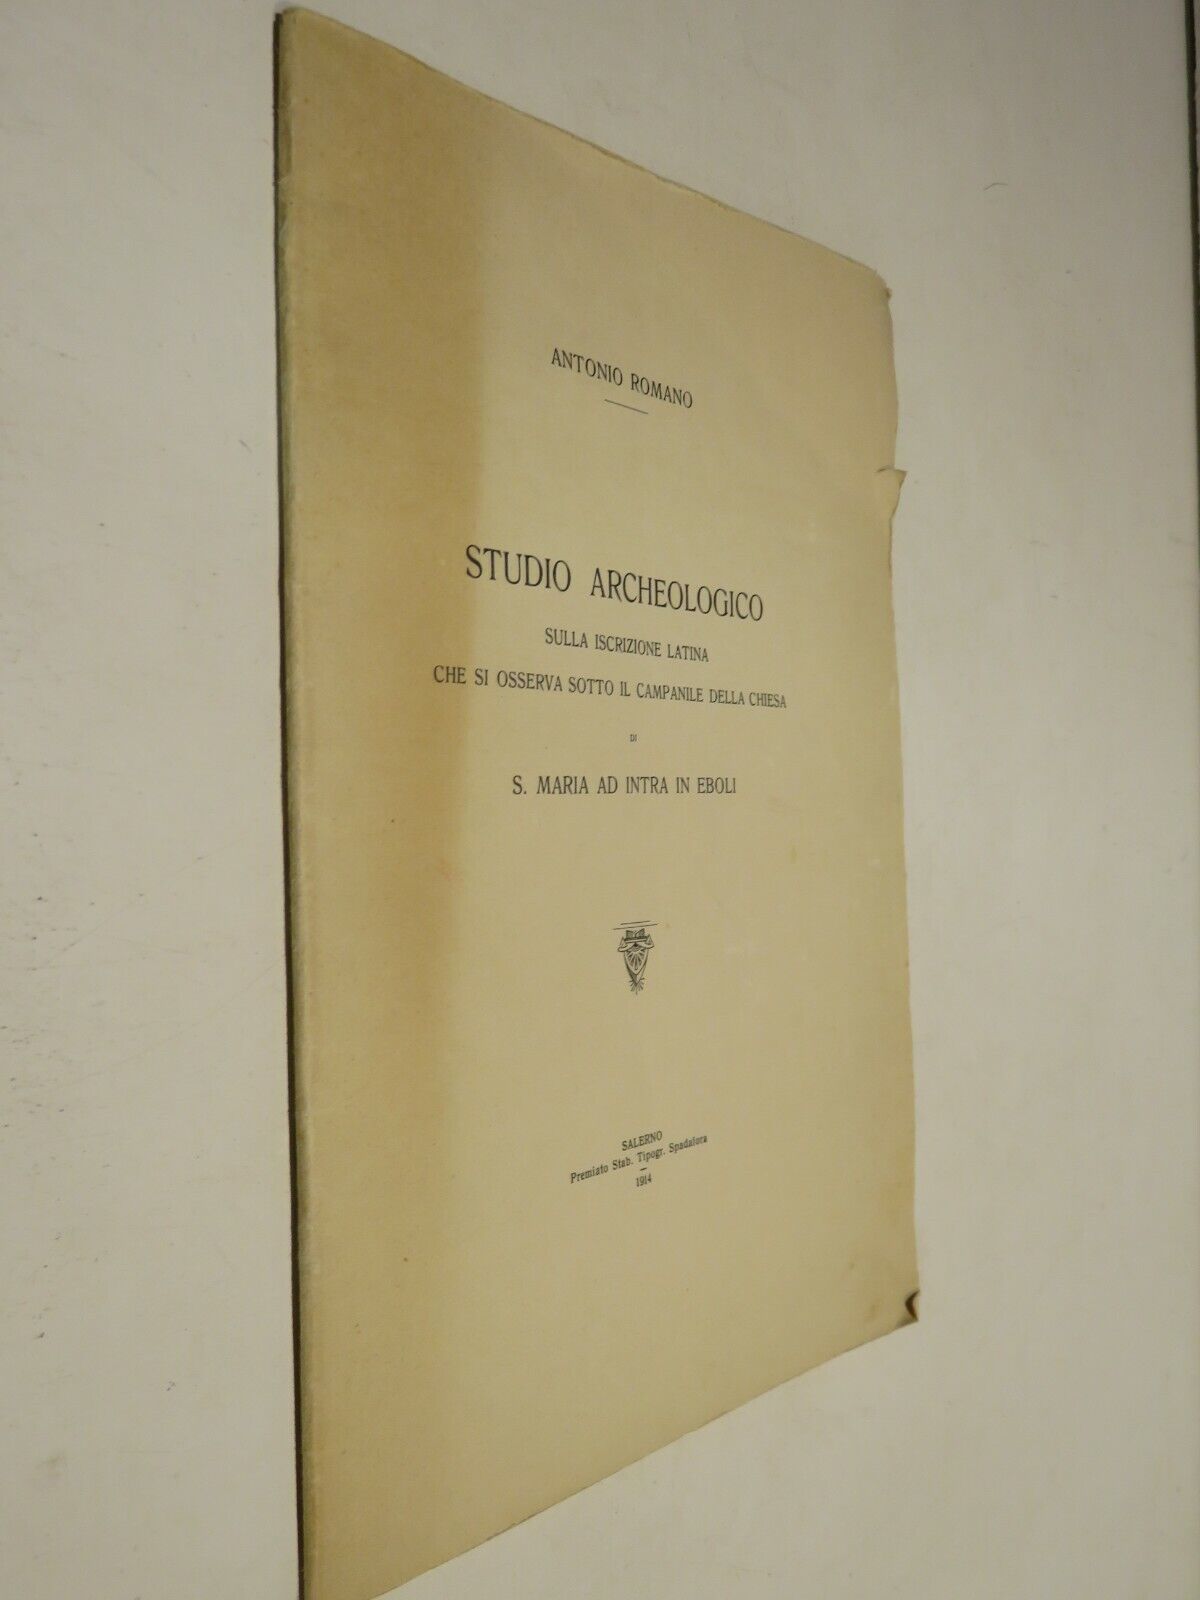 ANTONIO ROMANO
STUDIO ARCHEOLOGICO
SULLA ISCRIZIONE LATINA
CHE SI OSSERVA SOTTO IL CAMPANILE DELLA CHIESA
DI
S. MARIA AD INTRA IN EBOLI
SALERNO
Premiato Stab. Tipogr. Spadafora
1914